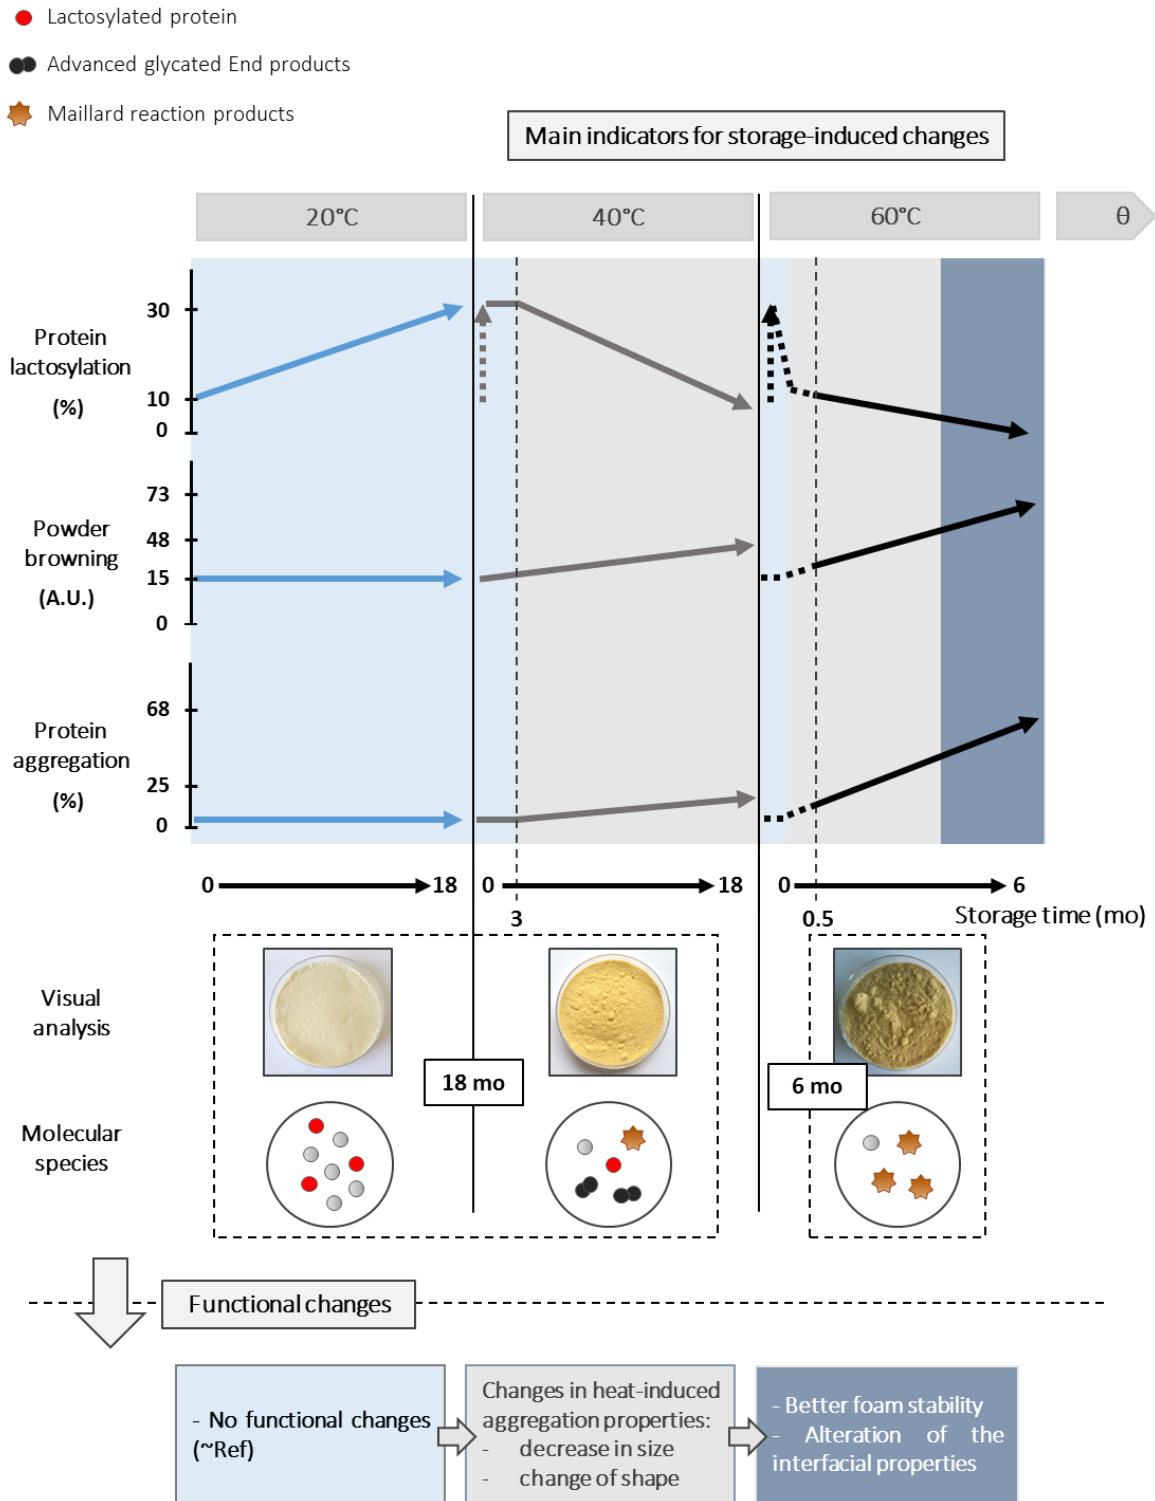 Lactosylated protein
Advanced glycated End products
Maillard reaction products
Main indicators for storage-induced changes
20°C
40°C
60°C
θ
Protein
lactosylation
(%)
30
10
0
Powder
browning
(A.U.)
73
48
15
0
Protein
aggregation
(%)
68
25
0
0
18
0
18
0
6
3
0.5
Storage time (mo)
Visual
analysis
18 mo
6 mo
Molecular
species
Functional changes
- No functional changes
(~Ref)
Changes in heat-induced
aggregation properties:
- decrease in size
- change of shape
- Better foam stability
- Alteration of the
interfacial properties